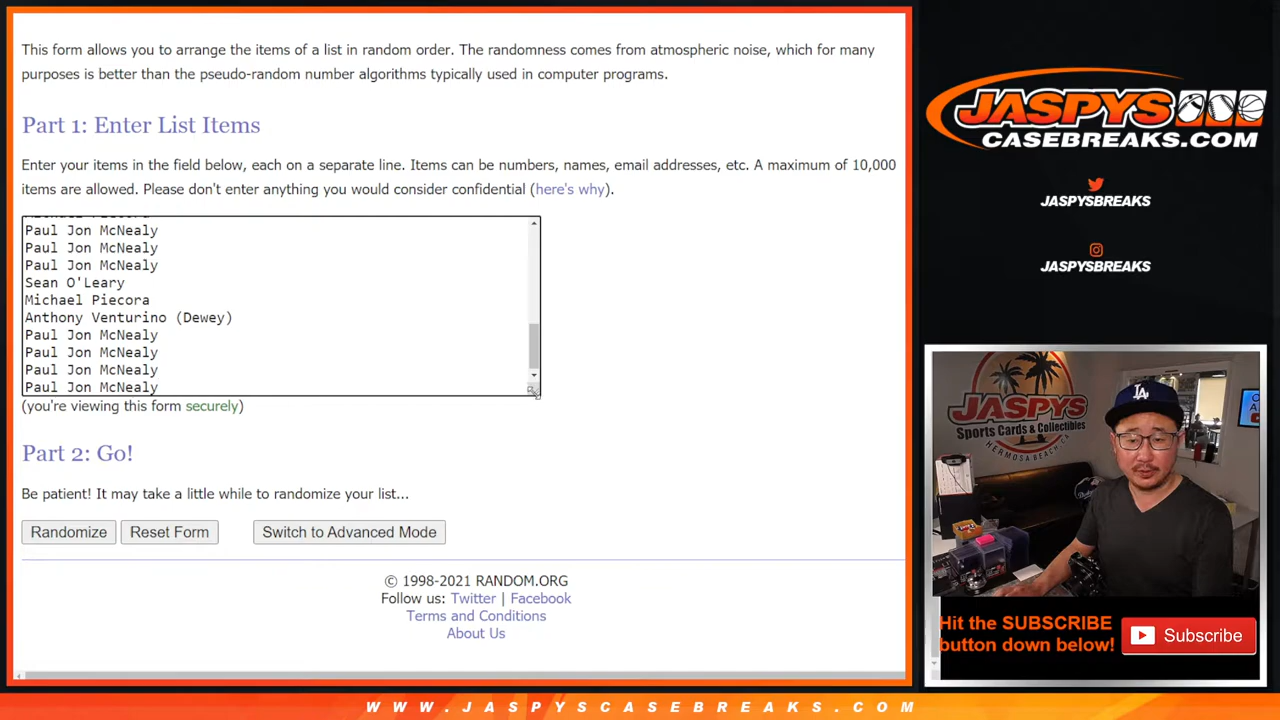 This form allows you to arrange the items of a list in random order. The randomness comes from atmospheric noise, which for many
purposes is better than the pseudo-random number algorithms typically used in computer programs.
Part 1: Enter List Items
Enter your items in the field below, each on a separate line. Items can be numbers, names, email addresses, etc. A maximum of 10,000
items are allowed. Please don't enter anything you would consider confidential (here's why).
Michael Piecora
Paul Jon McNealy
Paul Jon McNealy
Paul Jon McNealy
Sean O'Leary
Michael Piecora
Anthony Venturino (Dewey)
Paul Jon McNealy
Paul Jon McNealy
Paul Jon McNealy
Paul Jon McNealy
(you're viewing this form securely)
Part 2: Go!
Be patient! It may take a little while to randomize your list...
Randomize
Reset Form
Switch to Advanced Mode
© 1998-2021 RANDOM.ORG
Follow us: Twitter | Facebook
Terms and Conditions
About Us
JASPYS
CASEBREAKS.COM
JASPYSBREAKS
JASPYSBREAKS
JASPYS
Sports Cards & Collectibles
HERMOSA BEACH, CA
LA
Hit the SUBSCRIBE
button down below!
Subscribe
WWW.JASPYSCASEBREAKS.COM